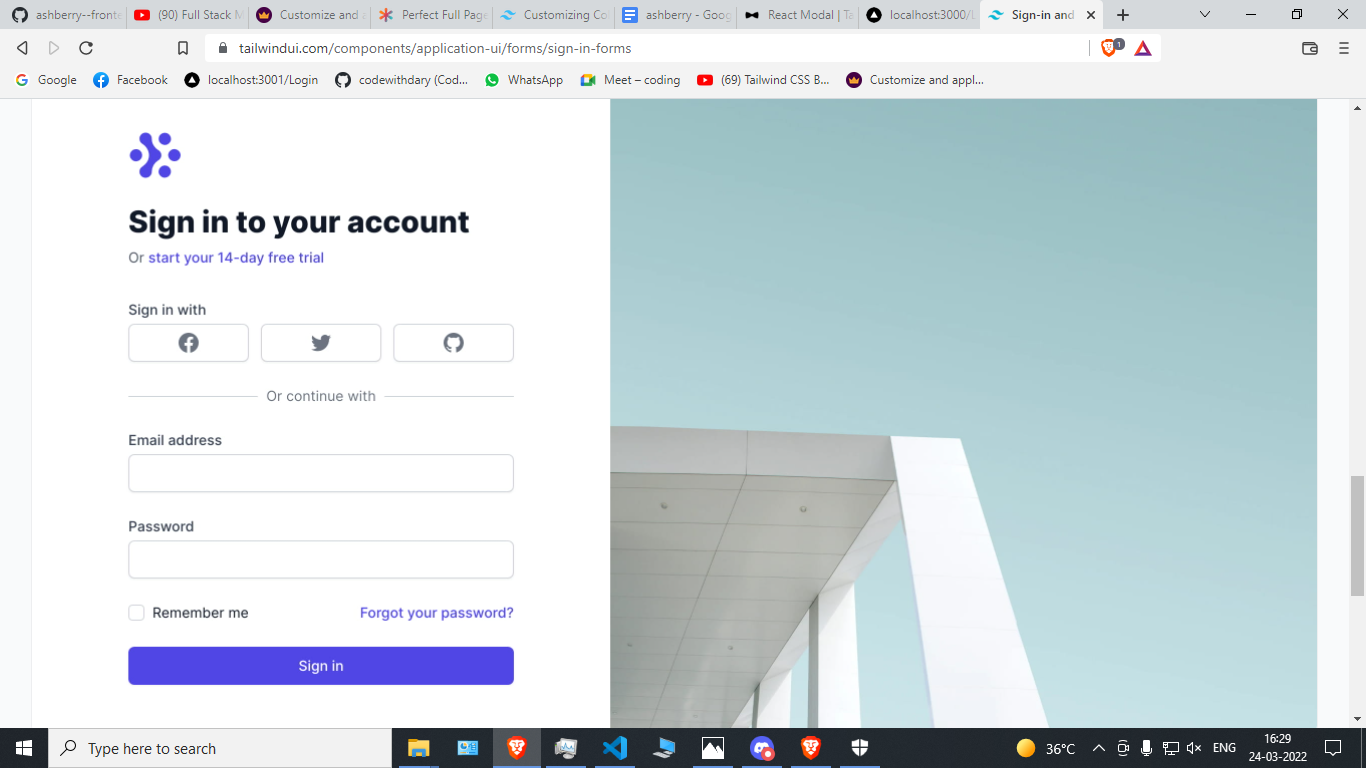 ashberry--fronte
(90) Full Stack M
Customize and a
Perfect Full Page
Customizing Co
ashberry - Goog
React Modal | Ta
localhost:3000/L
Sign-in and
tailwindui.com/components/application-ui/forms/sign-in-forms
1
Google
Facebook
localhost:3001/Login
codewithdary (Cod...
WhatsApp
Meet – coding
(69) Tailwind CSS B...
Customize and appl...
Sign in to your account
Or start your 14-day free trial
Sign in with
Or continue with
Email address
Password
Remember me
Forgot your password?
Sign in
Type here to search
36°C
ENG
16:29
24-03-2022